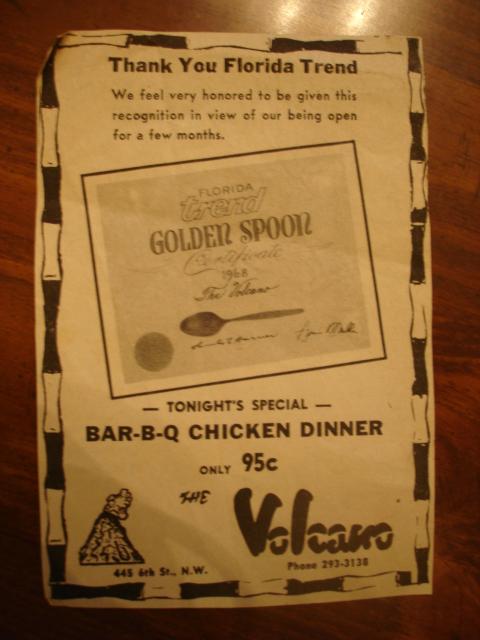 Thank You Florida Trend
We feel very honored to be given this
recognition in view of our being open
for a few months.
FLORIDA
trend
GOLDEN SPOON
Certificate
1968
The Volcano
— TONIGHT'S SPECIAL —
BAR-B-Q CHICKEN DINNER
ONLY 95c
THE Volcano
445 6th St., N.W.
Phone 293-3138